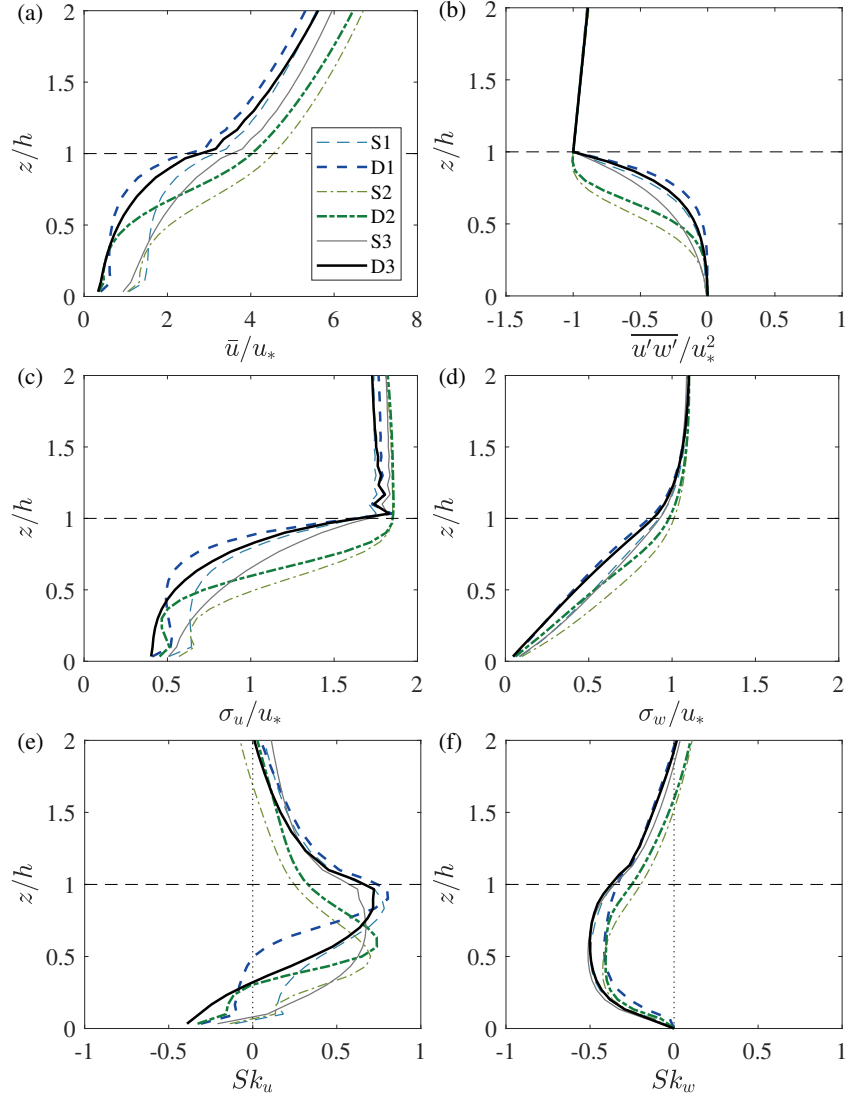 (a)
2
1.5
z/h
1
0.5
0
0 2 4 6 8
ū/u*
S1
D1
S2
D2
S3
D3
(b)
2
1.5
z/h
1
0.5
0
-1.5 -1 -0.5 0 0.5 1
u′w′/u*²
(c)
2
1.5
z/h
1
0.5
0
0 0.5 1 1.5 2
σu/u*
(d)
2
1.5
z/h
1
0.5
0
0 0.5 1 1.5 2
σw/u*
(e)
2
1.5
z/h
1
0.5
0
-1 -0.5 0 0.5 1
Sku
(f)
2
1.5
z/h
1
0.5
0
-1 -0.5 0 0.5 1
Skw